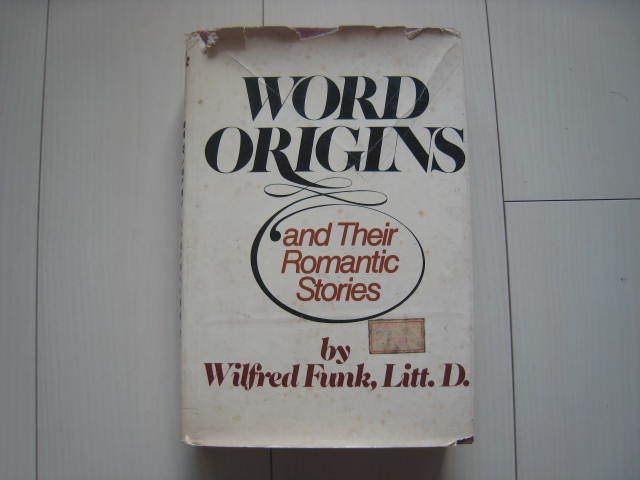 WORD
ORIGINS
and Their
Romantic
Stories
by
Wilfred Funk, Litt. D.